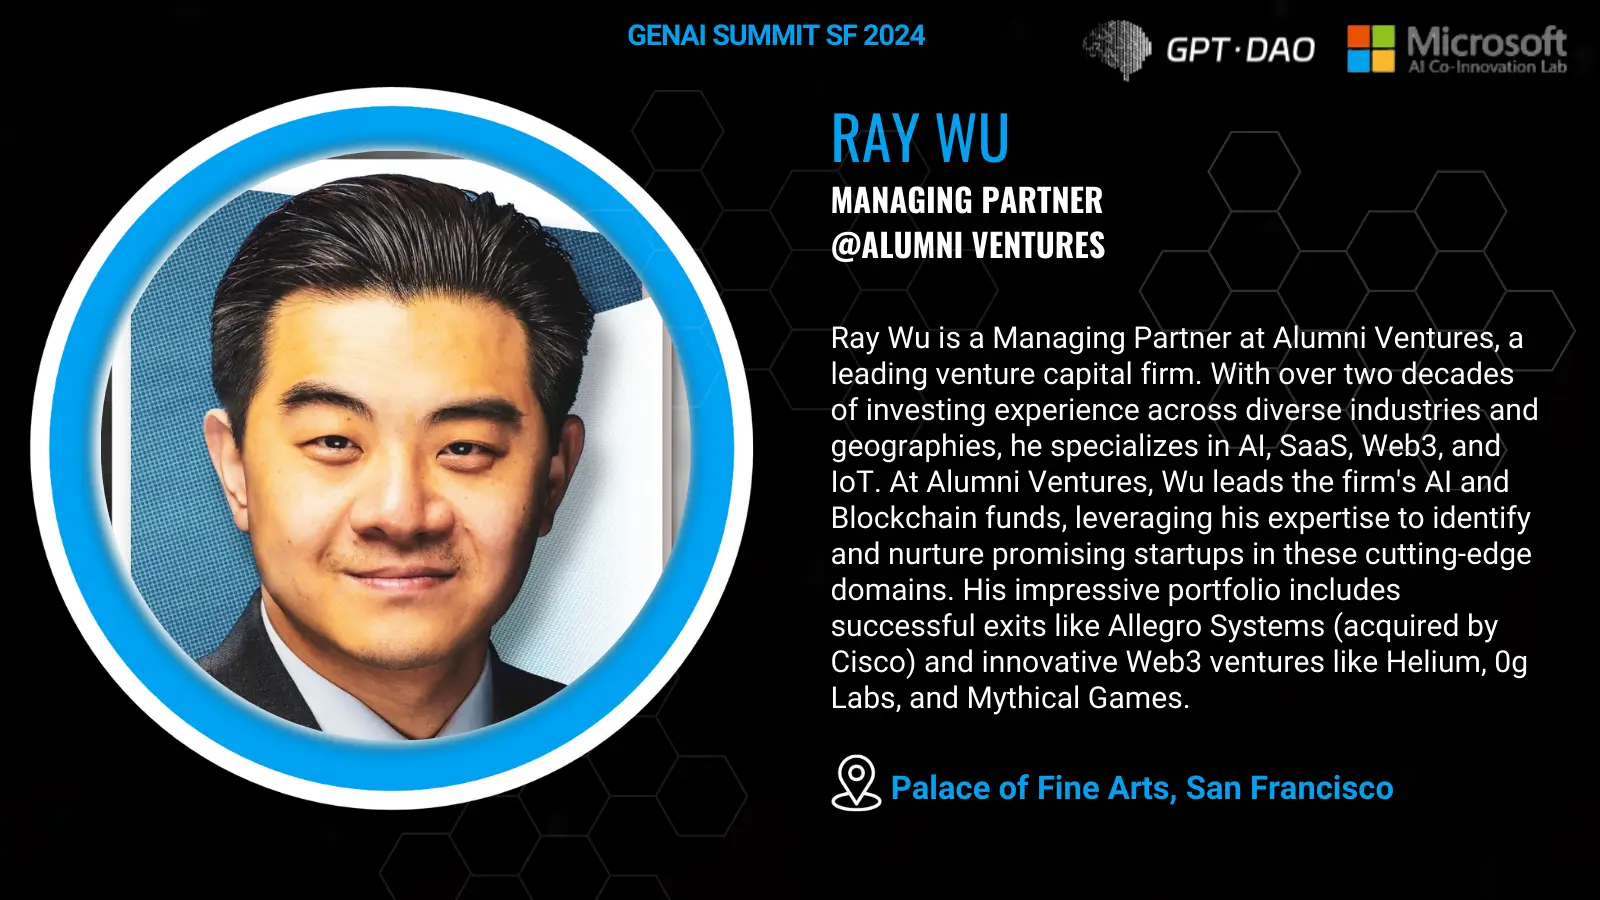 GENAI SUMMIT SF 2024
GPT·DAO
Microsoft
AI Co-Innovation Lab
RAY WU
MANAGING PARTNER
@ALUMNI VENTURES
Ray Wu is a Managing Partner at Alumni Ventures, a
leading venture capital firm. With over two decades
of investing experience across diverse industries and
geographies, he specializes in AI, SaaS, Web3, and
IoT. At Alumni Ventures, Wu leads the firm's AI and
Blockchain funds, leveraging his expertise to identify
and nurture promising startups in these cutting-edge
domains. His impressive portfolio includes
successful exits like Allegro Systems (acquired by
Cisco) and innovative Web3 ventures like Helium, 0g
Labs, and Mythical Games.
Palace of Fine Arts, San Francisco